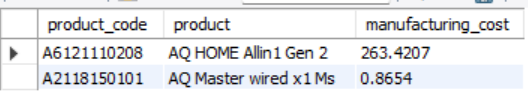 product_code product manufacturing_cost
A6121110208 AQ HOME Allin1 Gen 2 263.4207
A2118150101 AQ Master wired x1 Ms 0.8654